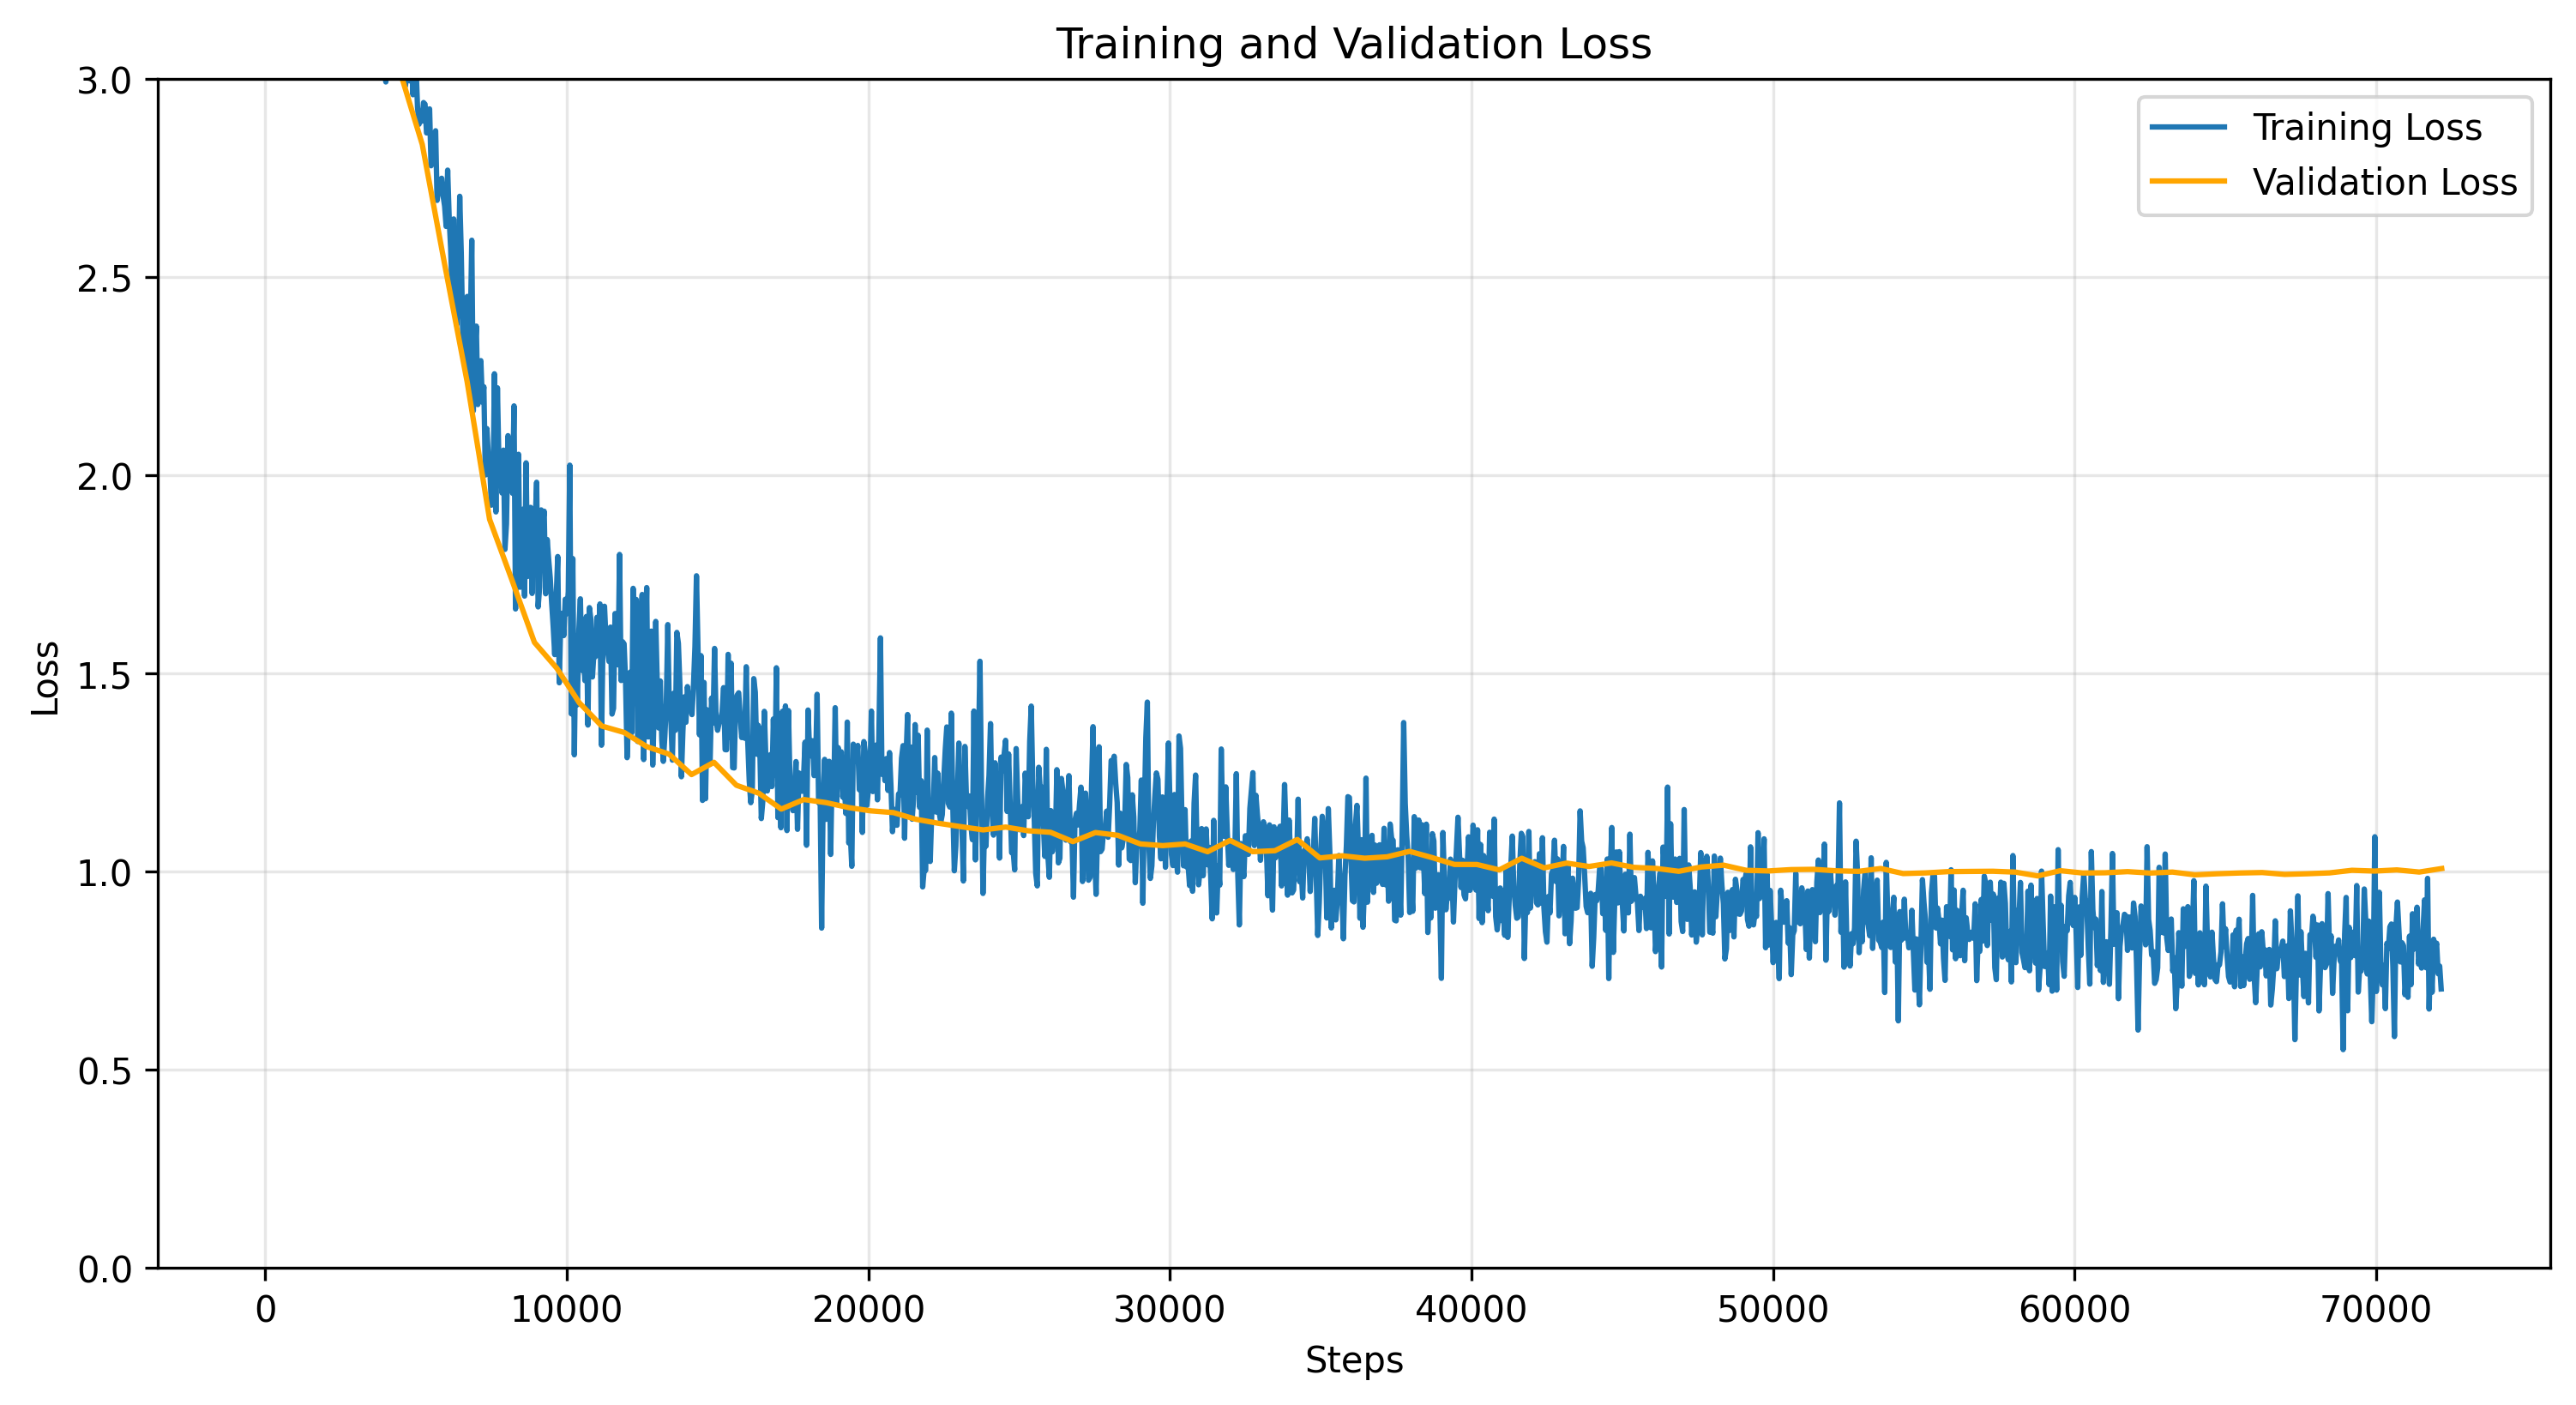 Training and Validation Loss
3.0
2.5
2.0
1.5
1.0
0.5
0.0
Loss
Training Loss
Validation Loss
0 10000 20000 30000 40000 50000 60000 70000
Steps